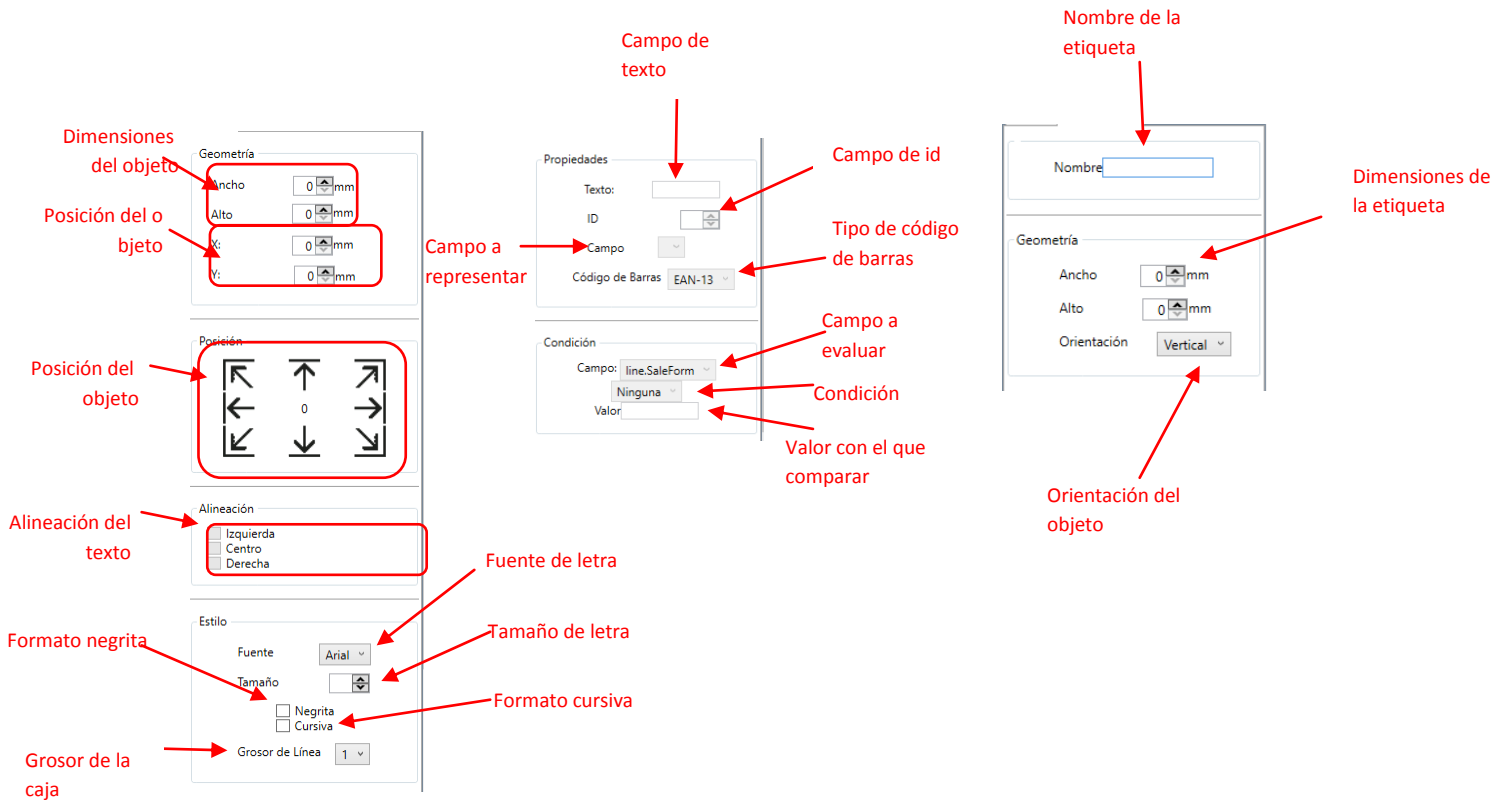 Dimensiones
del objeto
Posición del o
bjeto
Posición del
objeto
Alineación del
texto
Formato negrita
Grosor de la
caja
Geometría
Ancho 0 mm
Alto 0 mm
X: 0 mm
Y: 0 mm
Posición
0
Alineación
Izquierda
Centro
Derecha
Estilo
Fuente Arial
Tamaño
Negrita
Cursiva
Grosor de Línea 1
Fuente de letra
Tamaño de letra
Formato cursiva
Campo de
texto
Campo a
representar
Propiedades
Texto:
ID
Campo
Código de Barras EAN-13
Condición
Campo: line.SaleForm
Ninguna
Valor
Campo de id
Tipo de código
de barras
Campo a
evaluar
Condición
Valor con el que
comparar
Nombre de la
etiqueta
Nombre
Geometría
Ancho 0 mm
Alto 0 mm
Orientación Vertical
Dimensiones de
la etiqueta
Orientación del
objeto